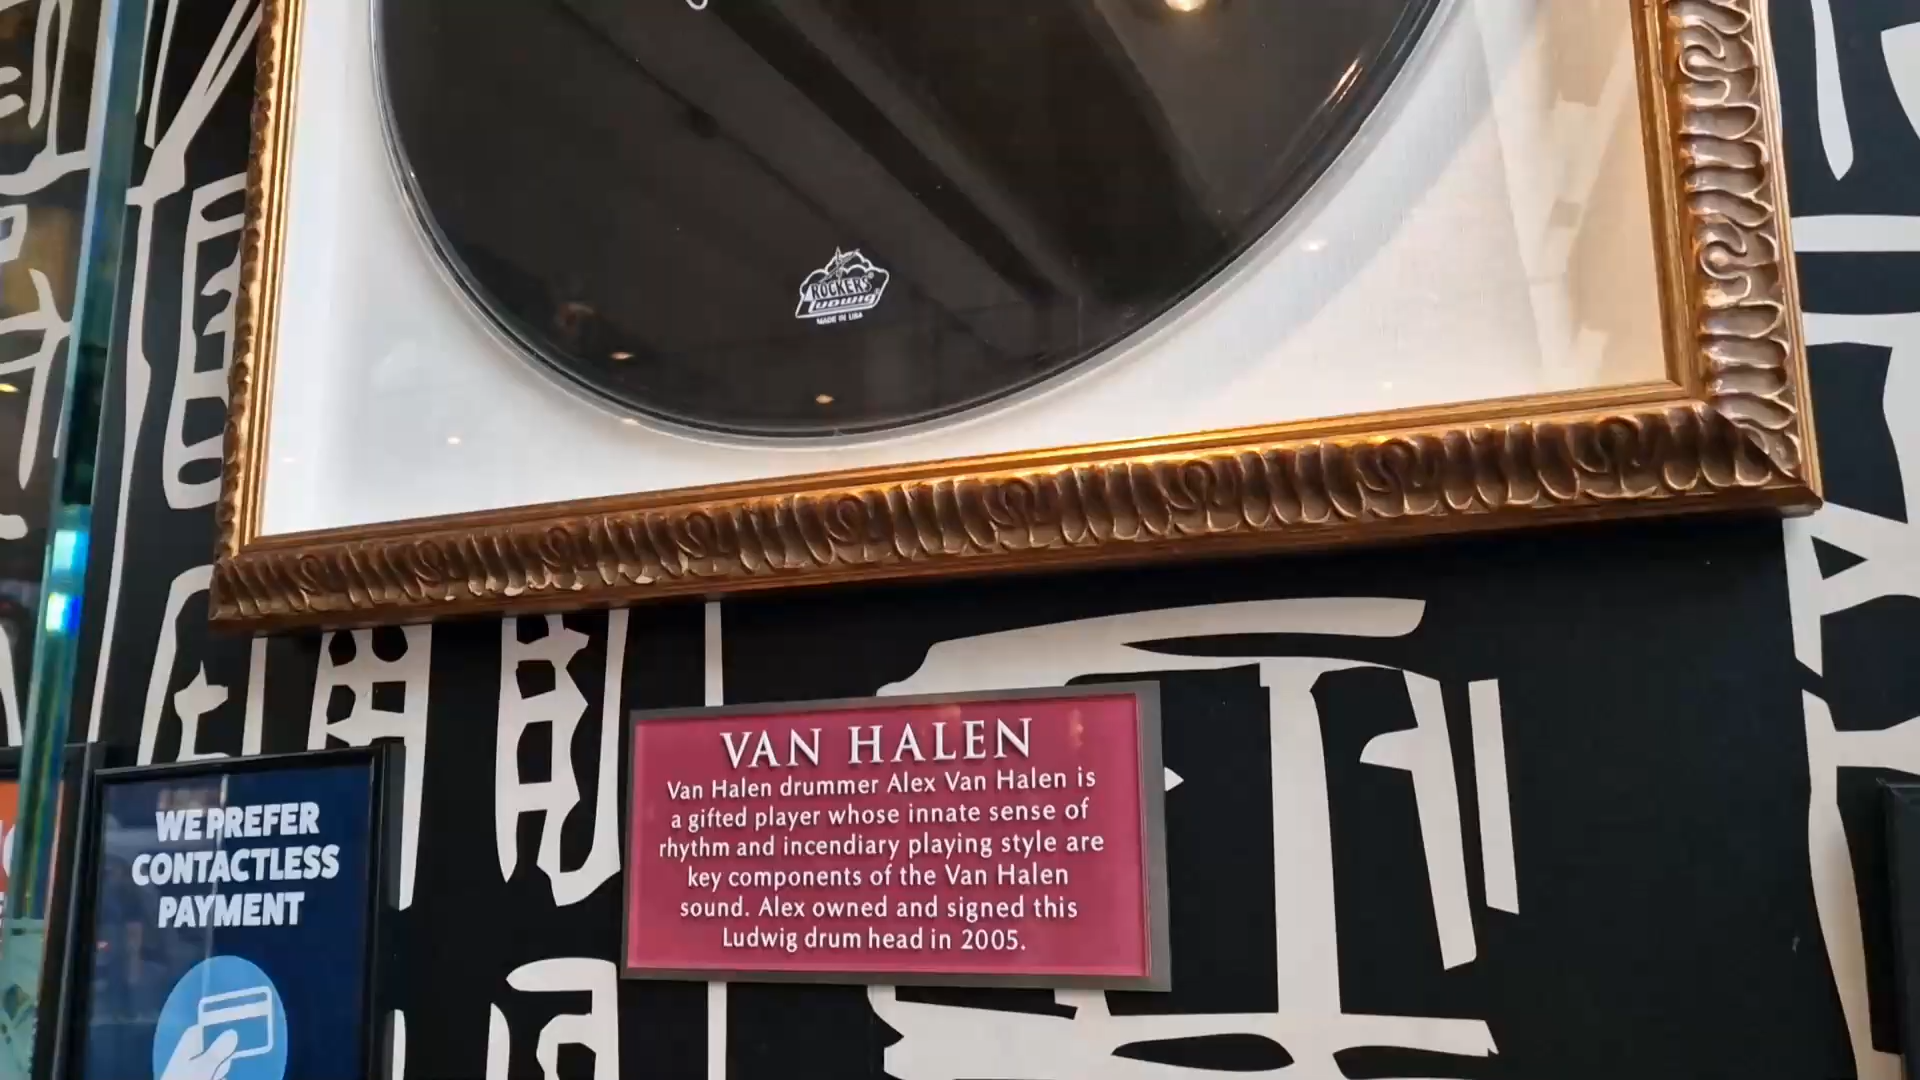 ROCKERS®
Ludwig
MADE IN USA
VAN HALEN
Van Halen drummer Alex Van Halen is
a gifted player whose innate sense of
rhythm and incendiary playing style are
key components of the Van Halen
sound. Alex owned and signed this
Ludwig drum head in 2005.
WE PREFER
CONTACTLESS
PAYMENT